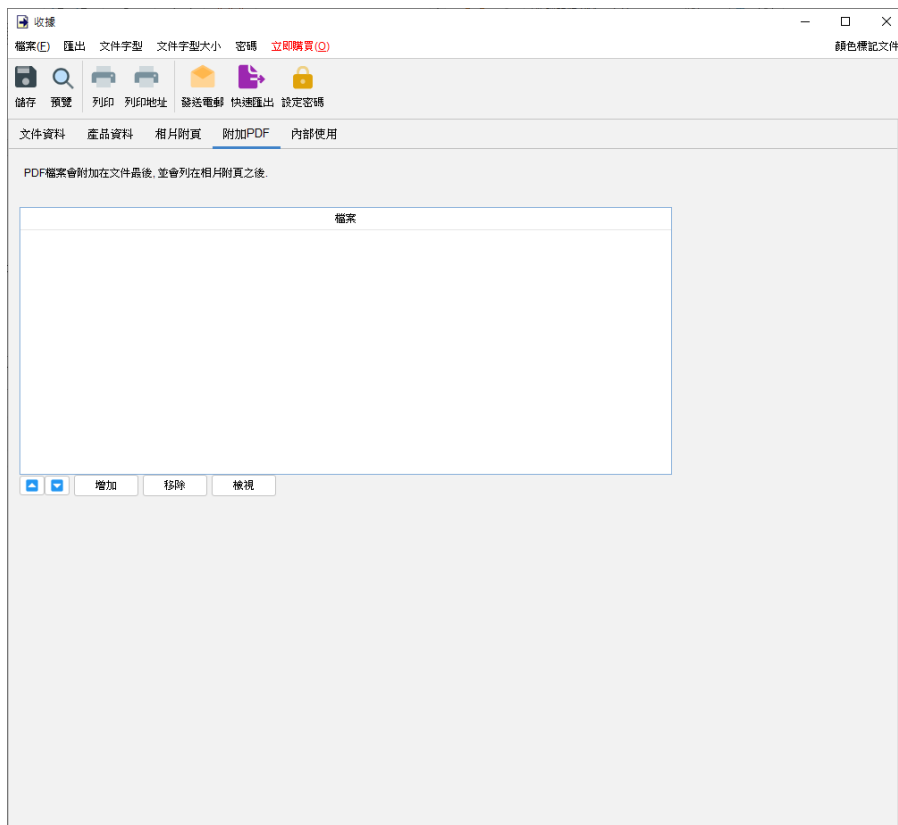 收據
檔案(F) 匯出 文件字型 文件字型大小 密碼 立即購買(O) 顏色標記文件
儲存 預覽 列印 列印地址 發送電郵 快速匯出 設定密碼
文件資料 產品資料 相片附頁 附加PDF 內部使用
PDF檔案會附加在文件最後, 並會列在相片附頁之後.
檔案
增加 移除 檢視